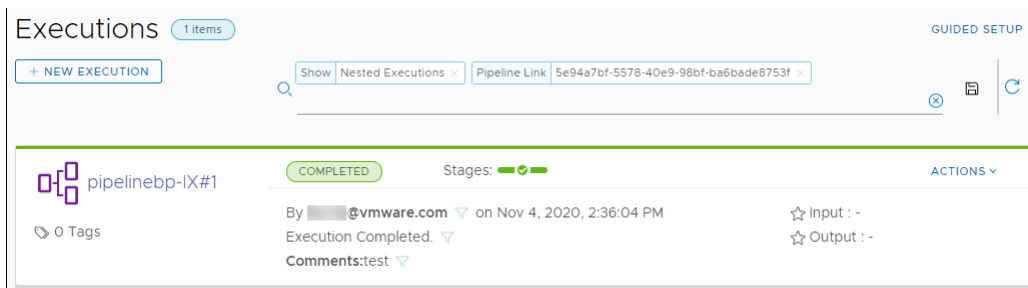 Executions 1 items
GUIDED SETUP
+ NEW EXECUTION
Show Nested Executions × Pipeline Link 5e94a7bf-5578-40e9-98bf-ba6bade8753f ×
pipelinebp-IX#1
0 Tags
COMPLETED Stages:
ACTIONS
By @vmware.com on Nov 4, 2020, 2:36:04 PM
Execution Completed.
Comments:test
Input : -
Output : -